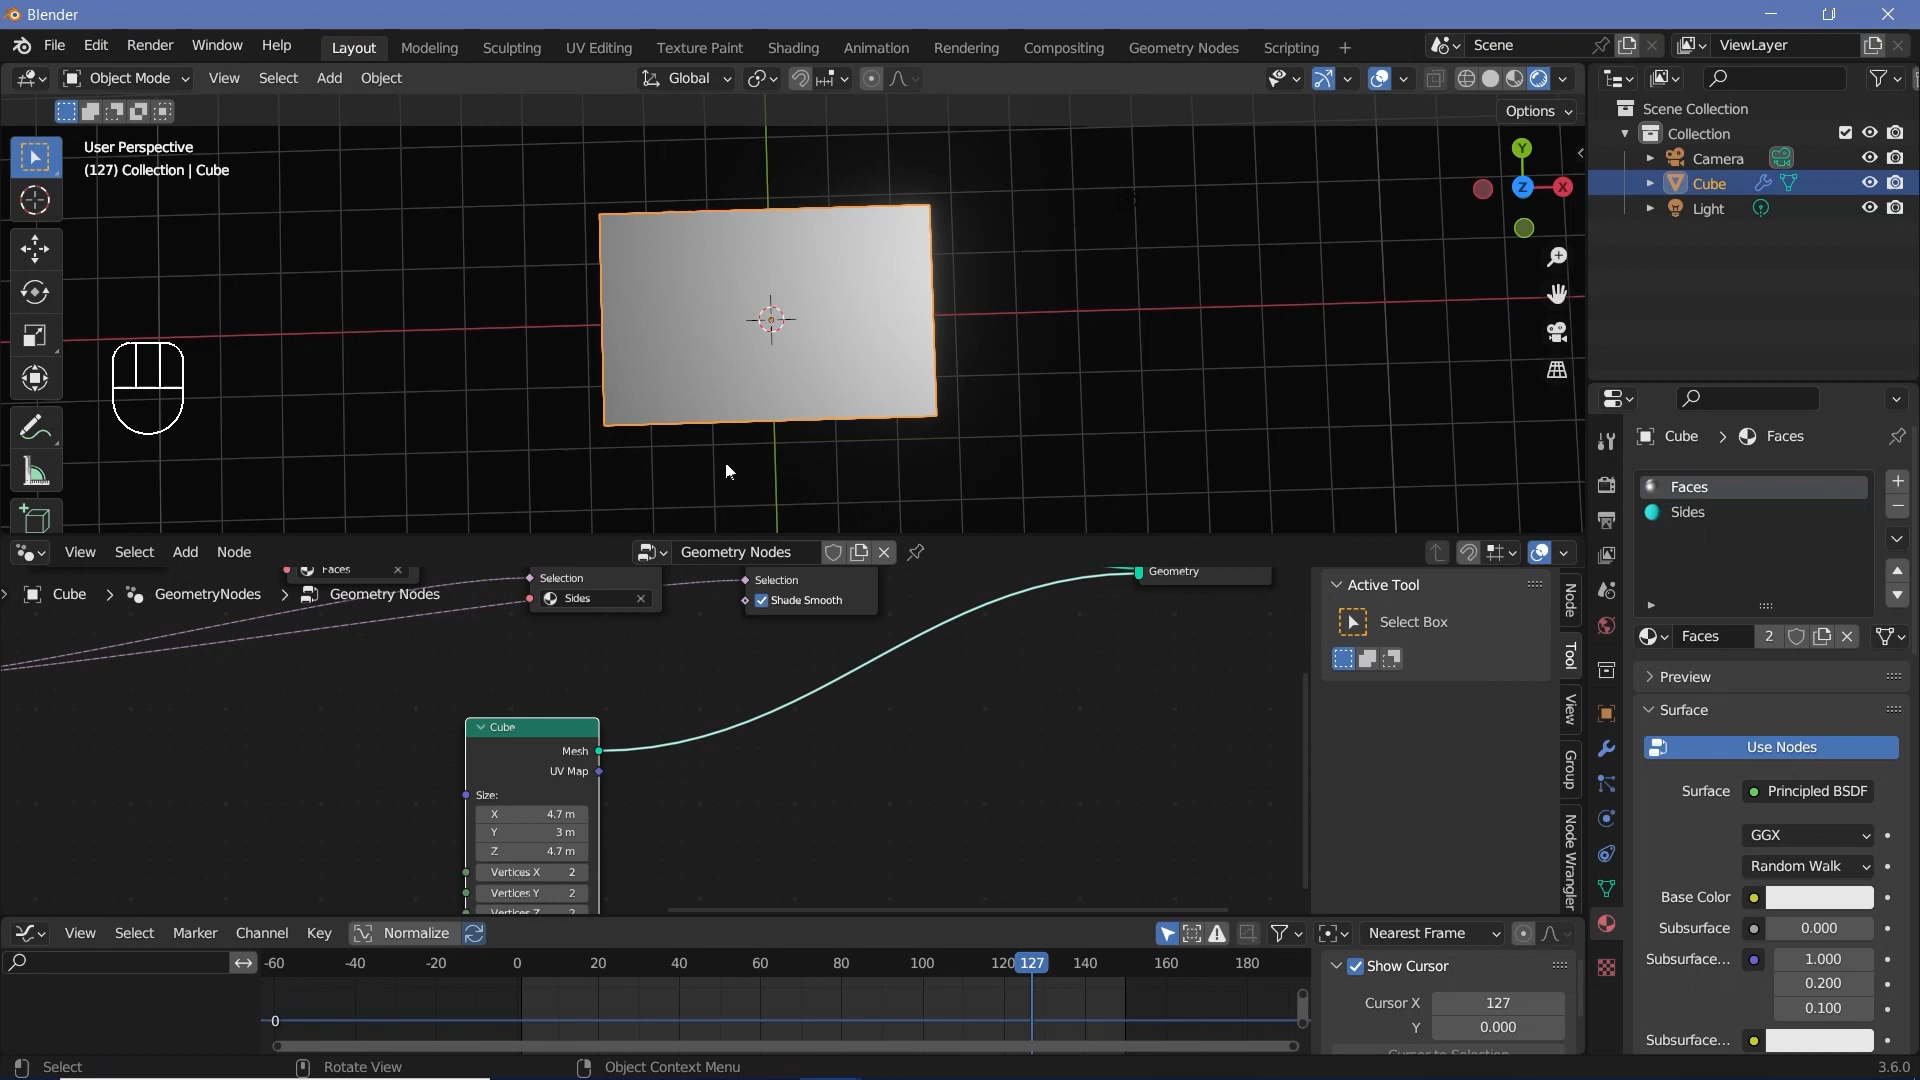 Blender
File Edit Render Window Help Layout Modeling Sculpting UV Editing Texture Paint Shading Animation Rendering Compositing Geometry Nodes Scripting + Scene ViewLayer
Object Mode View Select Add Object Global
Options
User Perspective
(127) Collection | Cube
Y
Z X
Scene Collection
Collection
Camera
Cube
Light
View Select Add Node Geometry Nodes
Cube > GeometryNodes > Geometry Nodes
Faces
Selection
Sides
Selection
Shade Smooth
Geometry
Cube
Mesh
UV Map
Size:
X 4.7 m
Y 3 m
Z 4.7 m
Vertices X 2
Vertices Y 2
Vertices Z 2
Active Tool
Select Box
Node
Tool
View
Group
Node Wrangler
Cube > Faces
Faces
Sides
Faces 2
Preview
Surface
Use Nodes
Surface Principled BSDF
GGX
Random Walk
Base Color
Subsurface 0.000
Subsurface... 1.000
0.200
0.100
Subsurface...
View Select Marker Channel Key Normalize Nearest Frame
-60 -40 -20 0 20 40 60 80 100 120 127 140 160 180
0
Show Cursor
Cursor X 127
Y 0.000
Cursor to Selection
Select Rotate View Object Context Menu 3.6.0